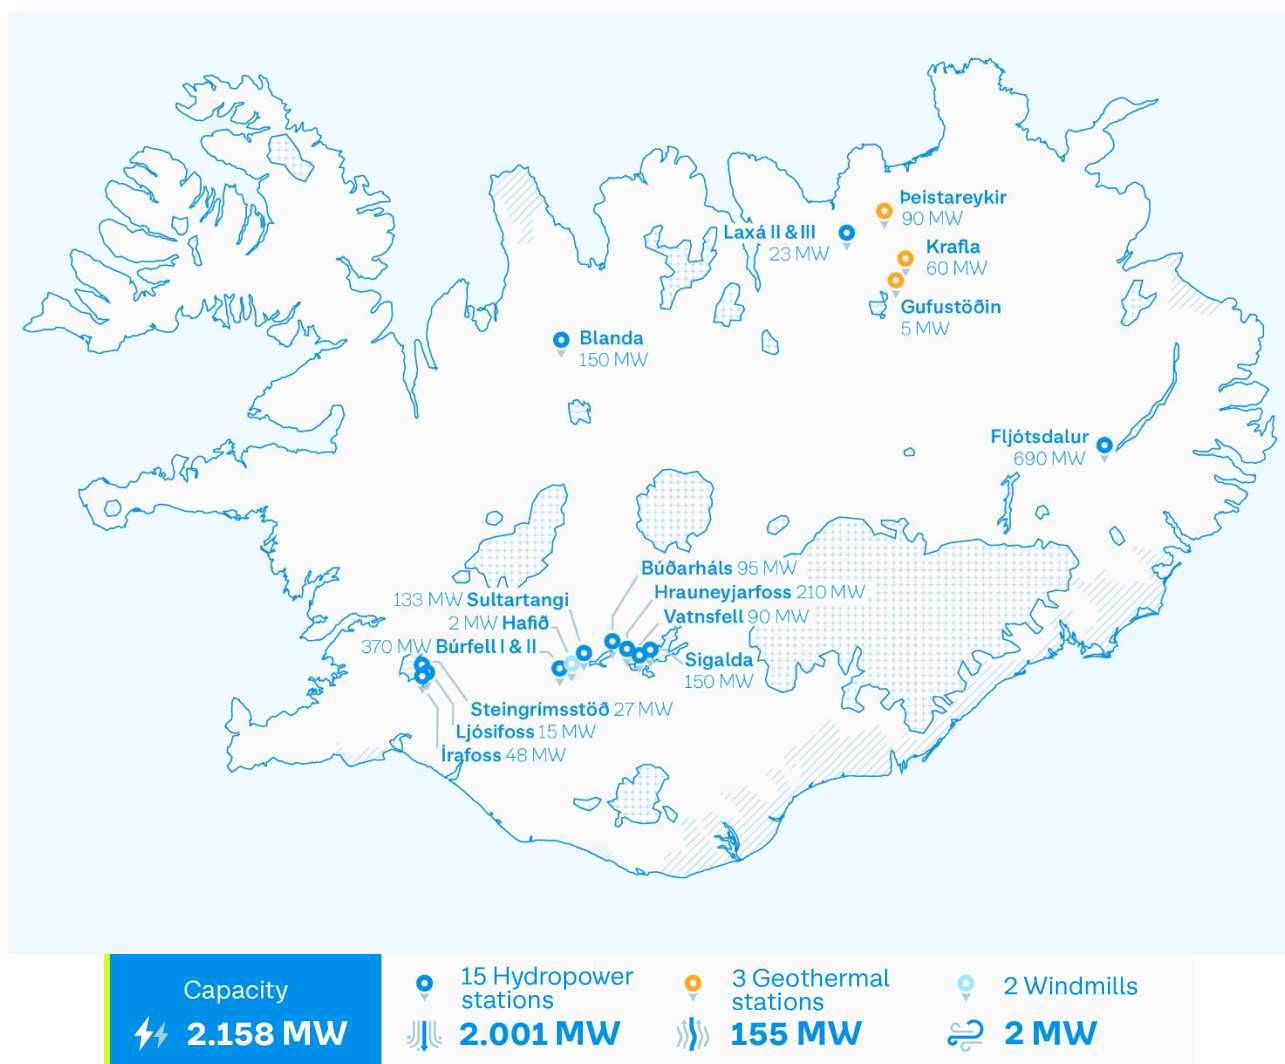 Þeistareykir
90 MW
Laxá II & III
23 MW
Krafla
60 MW
Gufustöðin
5 MW
Blanda
150 MW
Fljótsdalur
690 MW
Búðarháls 95 MW
Hrauneyjarfoss 210 MW
Vatnsfell 90 MW
133 MW Sultartangi
2 MW Hafið
370 MW Búrfell I & II
Sigalda
150 MW
Steingrímsstöð 27 MW
Ljósifoss 15 MW
Írafoss 48 MW
Capacity
2.158 MW
15 Hydropower
stations
2.001 MW
3 Geothermal
stations
155 MW
2 Windmills
2 MW